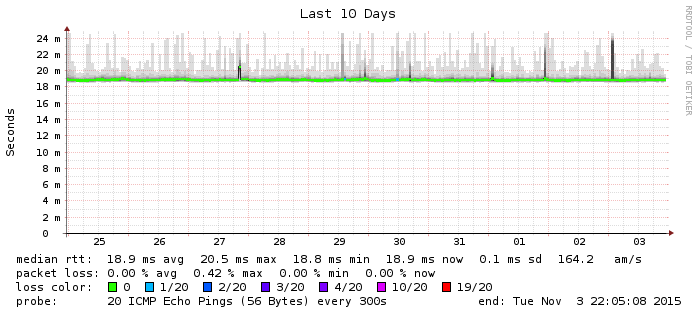 Last 10 Days
RRDTOOL / TOBI OETIKER
Seconds
24 m
22 m
20 m
18 m
16 m
14 m
12 m
10 m
8 m
6 m
4 m
2 m
0
25 26 27 28 29 30 31 01 02 03
median rtt: 18.9 ms avg 20.5 ms max 18.8 ms min 18.9 ms now 0.1 ms sd 164.2 am/s
packet loss: 0.00 % avg 0.42 % max 0.00 % min 0.00 % now
loss color: 0 1/20 2/20 3/20 4/20 10/20 19/20
probe: 20 ICMP Echo Pings (56 Bytes) every 300s end: Tue Nov 3 22:05:08 2015